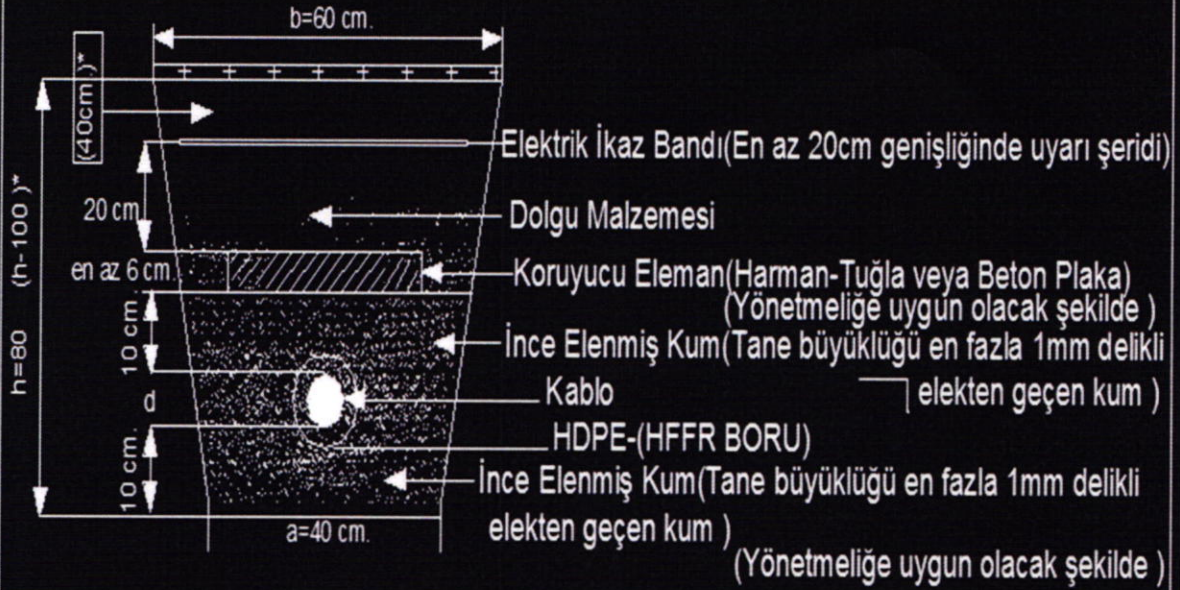 b=60 cm.
(40cm.)*
Elektrik İkaz Bandı(En az 20cm genişliğinde uyarı şeridi)
20 cm
Dolgu Malzemesi
en az 6 cm.
Koruyucu Eleman(Harman-Tuğla veya Beton Plaka)
(Yönetmeliğe uygun olacak şekilde )
h=80 (h-100 )*
10 cm
İnce Elenmiş Kum(Tane büyüklüğü en fazla 1mm delikli
elekten geçen kum )
Kablo
d
HDPE-(HFFR BORU)
10 cm.
İnce Elenmiş Kum(Tane büyüklüğü en fazla 1mm delikli
elekten geçen kum )
a=40 cm.
(Yönetmeliğe uygun olacak şekilde )